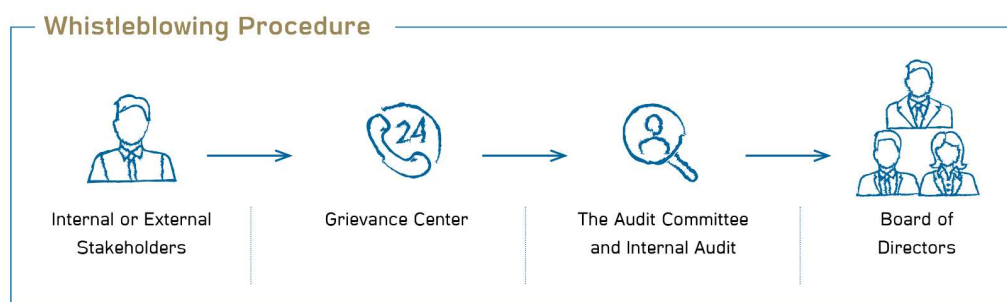 Whistleblowing Procedure
24
Internal or External
Stakeholders
Grievance Center
The Audit Committee
and Internal Audit
Board of
Directors